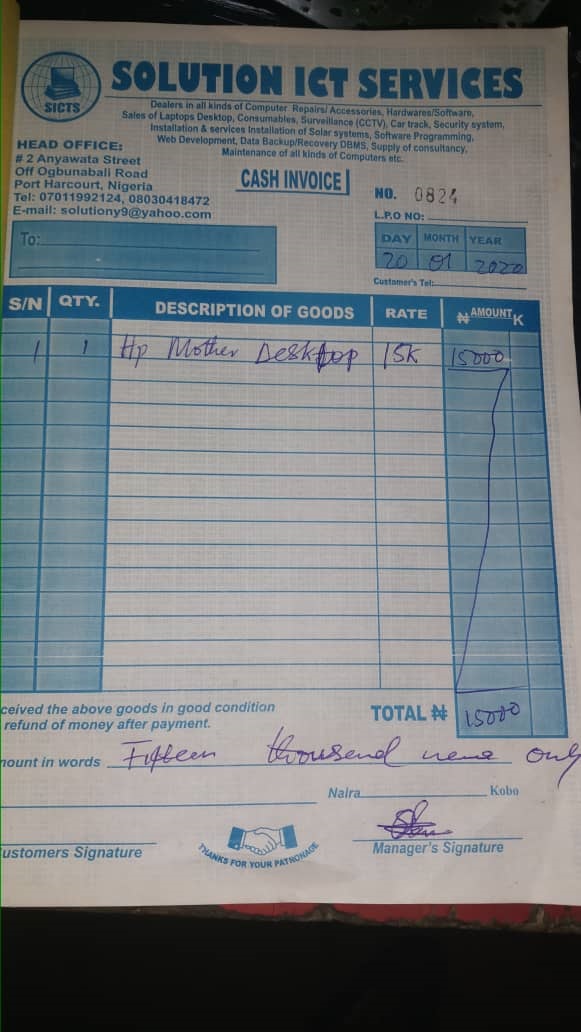 SICTS
SOLUTION ICT SERVICES
Dealers in all kinds of Computer Repairs/ Accessories, Hardwares/Software,
Sales of Laptops Desktop, Consumables, Surveillance (CCTV), Car track, Security system,
Installation & services Installation of Solar systems, Software Programming,
Web Development, Data Backup/Recovery DBMS, Supply of consultancy,
Maintenance of all kinds of Computers etc.
HEAD OFFICE:
# 2 Anyawata Street
Off Ogbunabali Road
Port Harcourt, Nigeria
Tel: 07011992124, 08030418472
E-mail: solutiony9@yahoo.com
CASH INVOICE
NO. 0824
L.P.O NO:
To:
DAY MONTH YEAR
20 01 2020
Customer's Tel:
S/N QTY. DESCRIPTION OF GOODS RATE ₦ AMOUNT K
1 1 Hp Mother Desktop 15K 15000
ceived the above goods in good condition
refund of money after payment.
TOTAL ₦ 15000
mount in words Fifteen thousend only
Naira Kobo
ustomers Signature
THANKS FOR YOUR PATRONAGE
Manager's Signature